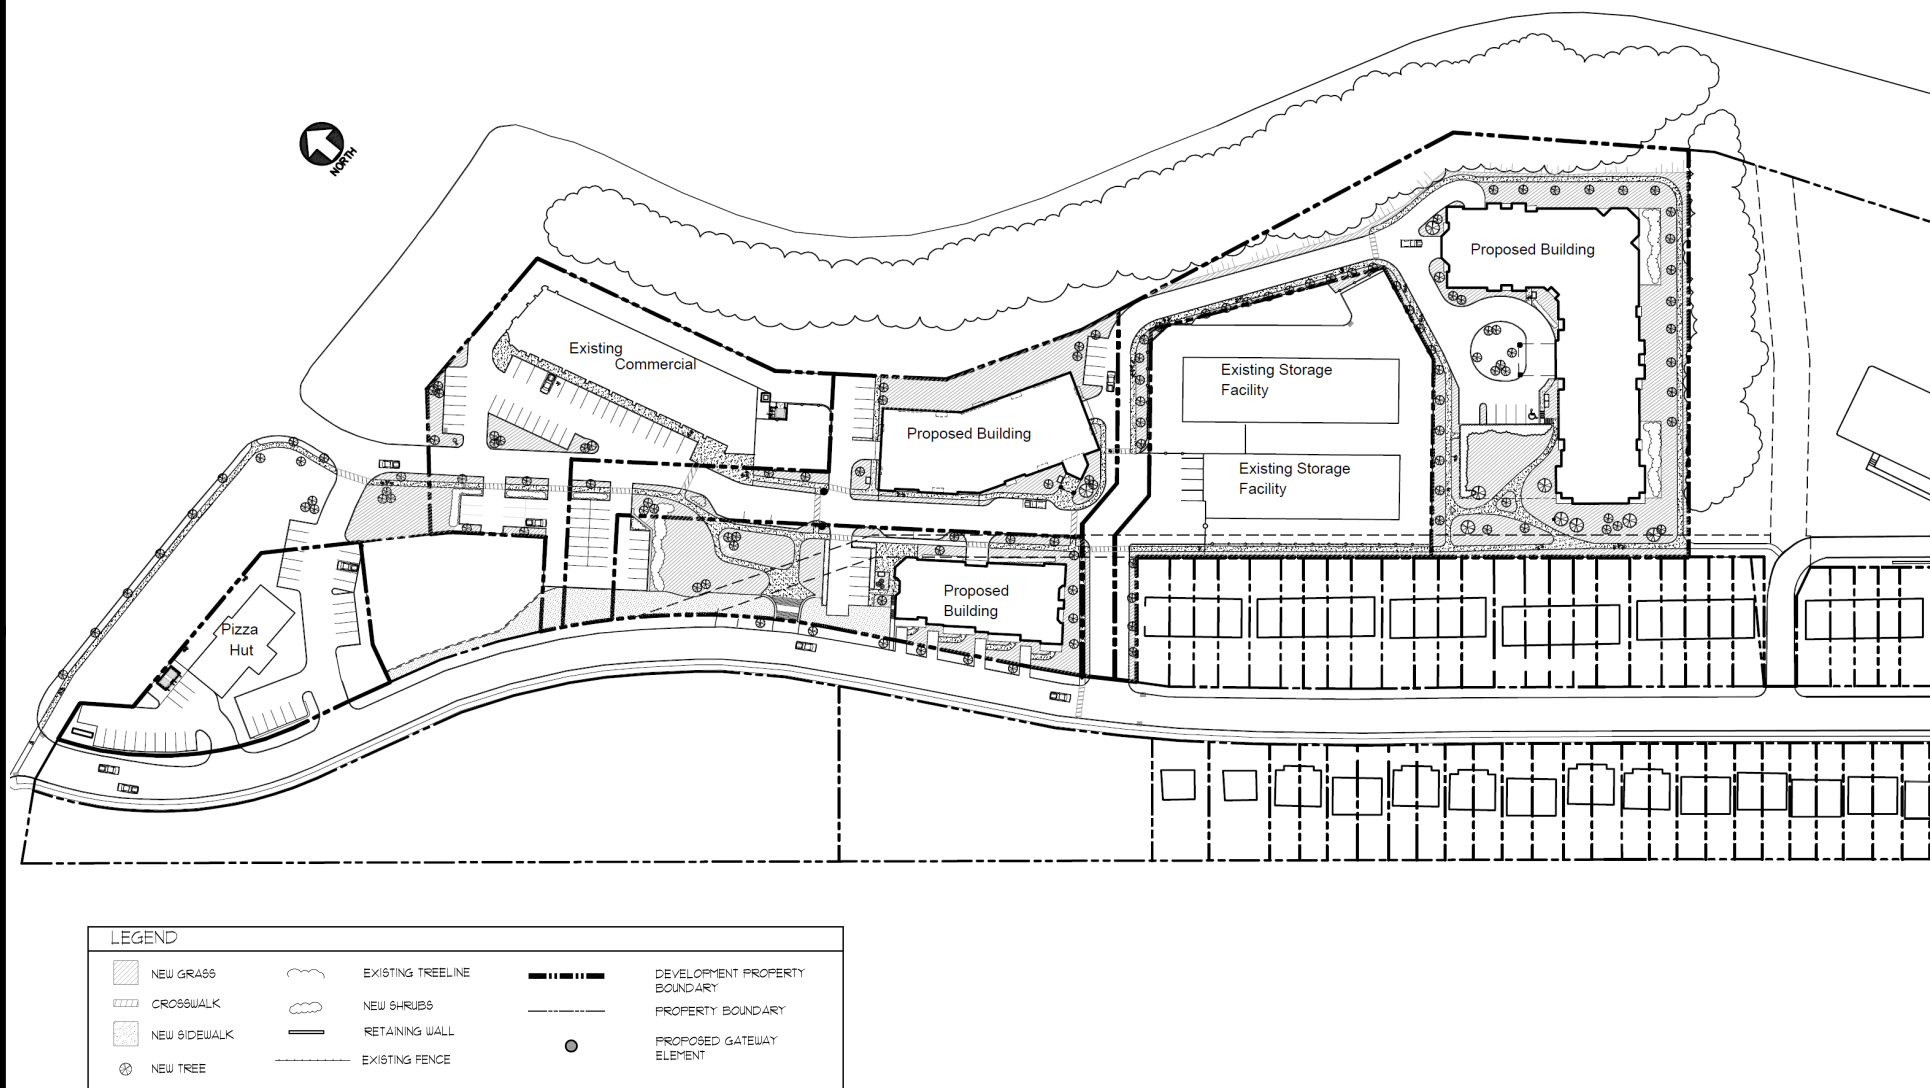 NORTH
Proposed Building
Existing
Commercial
Existing Storage
Facility
Proposed Building
Existing Storage
Facility
Proposed
Building
Pizza
Hut
LEGEND
NEW GRASS
CROSSWALK
NEW SIDEWALK
NEW TREE
EXISTING TREELINE
NEW SHRUBS
RETAINING WALL
EXISTING FENCE
DEVELOPMENT PROPERTY
BOUNDARY
PROPERTY BOUNDARY
PROPOSED GATEWAY
ELEMENT